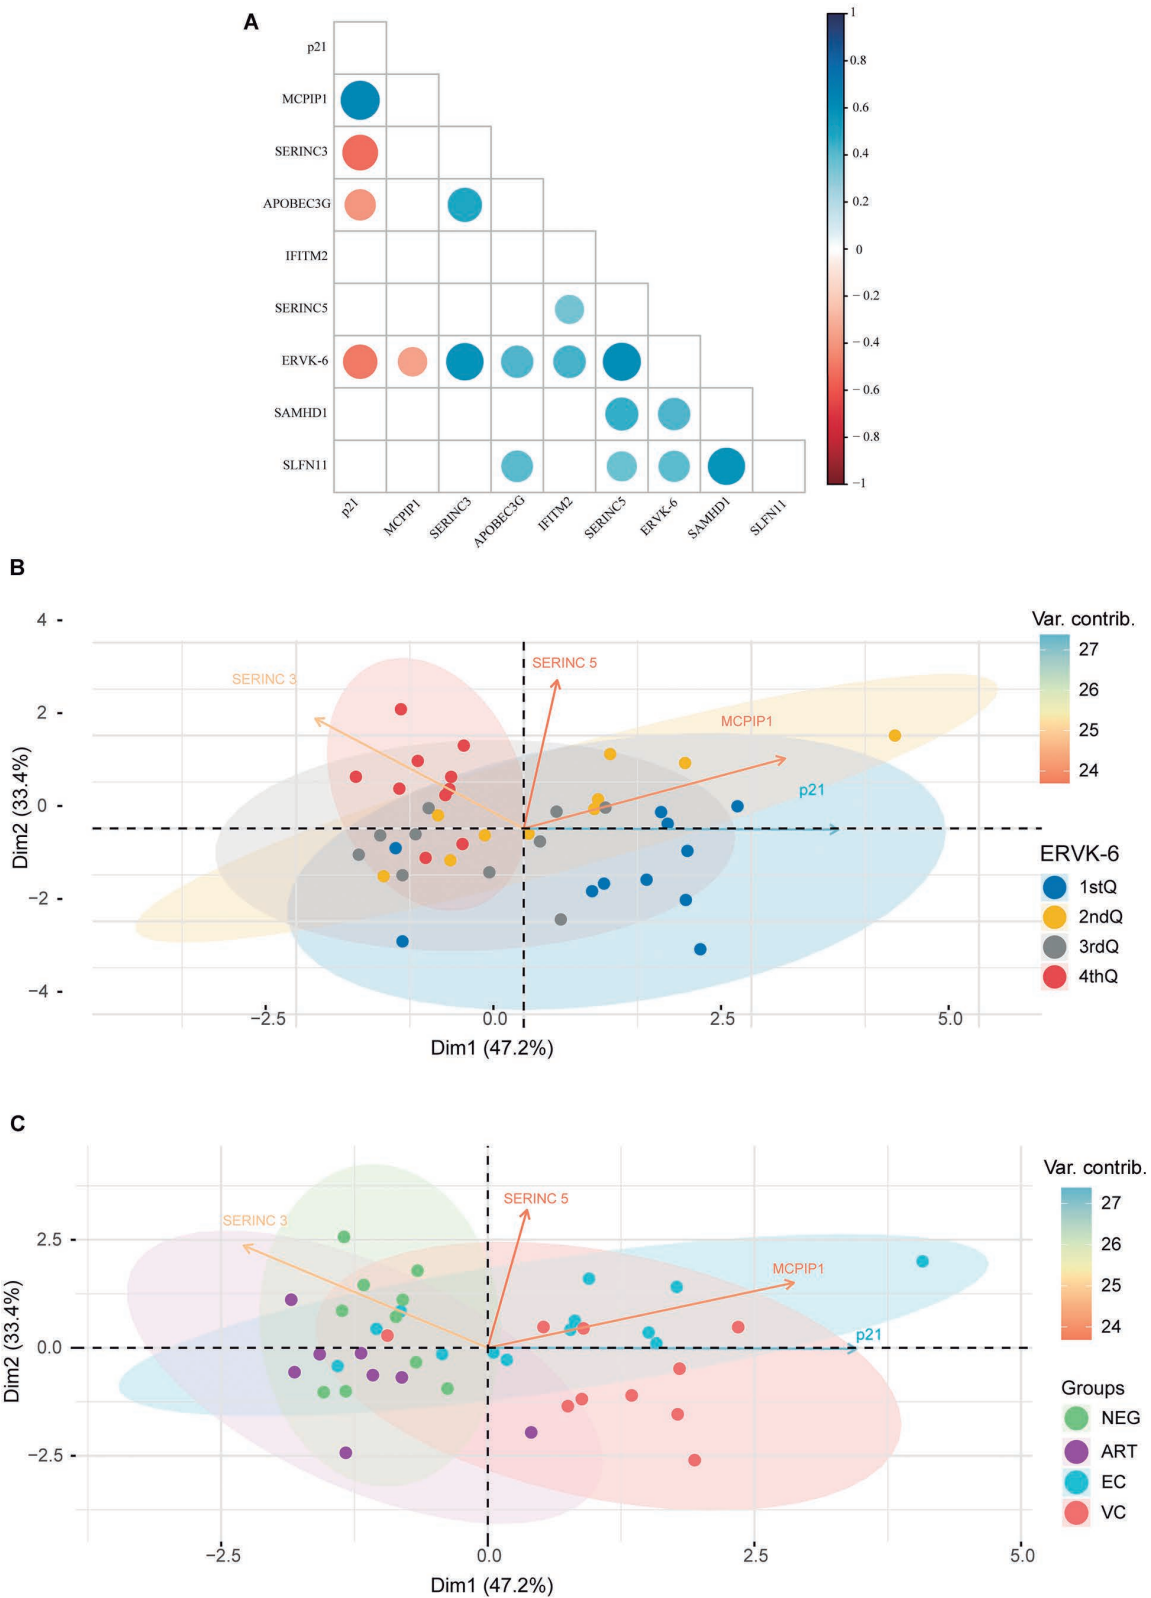 A
p21
MCPIP1
SERINC3
APOBEC3G
IFITM2
SERINC5
ERVK-6
SAMHD1
SLFN11
p21 MCPIP1 SERINC3 APOBEC3G IFITM2 SERINC5 ERVK-6 SAMHD1 SLFN11
1
0.8
0.6
0.4
0.2
0
−0.2
−0.4
−0.6
−0.8
−1
B
Dim2 (33.4%)
4
2
0
−2
−4
SERINC 3
SERINC 5
MCPIP1
p21
−2.5 0.0 2.5 5.0
Dim1 (47.2%)
Var. contrib.
27
26
25
24
ERVK-6
1stQ
2ndQ
3rdQ
4thQ
C
Dim2 (33.4%)
2.5
0.0
−2.5
SERINC 3
SERINC 5
MCPIP1
p21
−2.5 0.0 2.5 5.0
Dim1 (47.2%)
Var. contrib.
27
26
25
24
Groups
NEG
ART
EC
VC